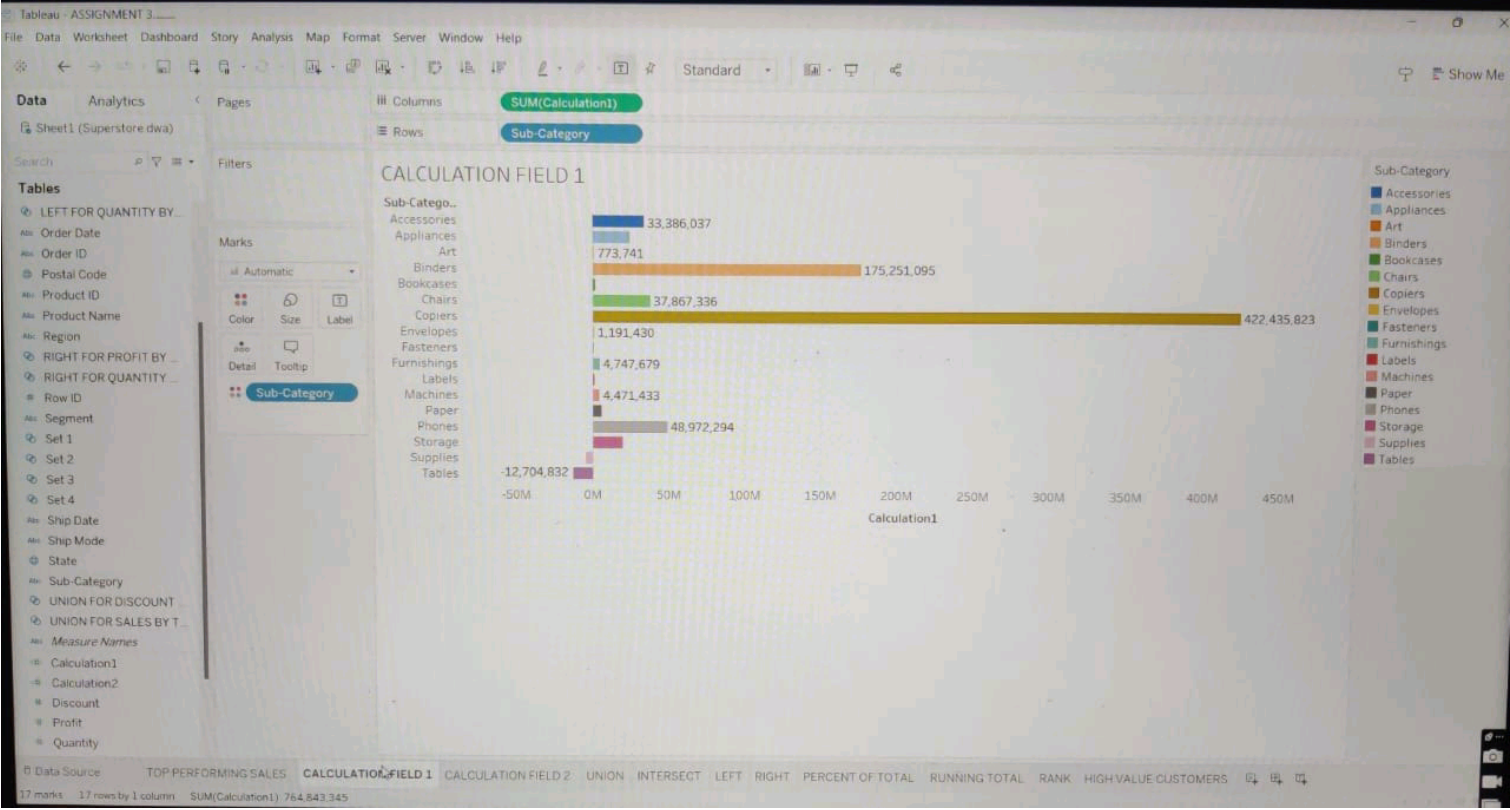 Tableau - ASSIGNMENT 3
File Data Worksheet Dashboard Story Analysis Map Format Server Window Help
Standard
Show Me
Data Analytics
Sheet1 (Superstore dwa)
Search
Tables
LEFT FOR QUANTITY BY...
Abc Order Date
Abc Order ID
Postal Code
Abc Product ID
Abc Product Name
Abc Region
RIGHT FOR PROFIT BY ...
RIGHT FOR QUANTITY ...
# Row ID
Abc Segment
Set 1
Set 2
Set 3
Set 4
Abc Ship Date
Abc Ship Mode
State
Abc Sub-Category
UNION FOR DISCOUNT
UNION FOR SALES BY T...
Abc Measure Names
=# Calculation1
=# Calculation2
# Discount
# Profit
# Quantity
Pages
Filters
Marks
Automatic
Color Size Label
Detail Tooltip
Sub-Category
Columns SUM(Calculation1)
Rows Sub-Category
CALCULATION FIELD 1
Sub-Catego..
Accessories 33,386,037
Appliances
Art 773,741
Binders 175,251,095
Bookcases
Chairs 37,867,336
Copiers 422,435,823
Envelopes 1,191,430
Fasteners
Furnishings 4,747,679
Labels
Machines 4,471,433
Paper
Phones 48,972,294
Storage
Supplies
Tables -12,704,832
-50M 0M 50M 100M 150M 200M 250M 300M 350M 400M 450M
Calculation1
Sub-Category
Accessories
Appliances
Art
Binders
Bookcases
Chairs
Copiers
Envelopes
Fasteners
Furnishings
Labels
Machines
Paper
Phones
Storage
Supplies
Tables
Data Source TOP PERFORMING SALES CALCULATION FIELD 1 CALCULATION FIELD 2 UNION INTERSECT LEFT RIGHT PERCENT OF TOTAL RUNNING TOTAL RANK HIGH VALUE CUSTOMERS
17 marks 17 rows by 1 column SUM(Calculation1): 764,843,345